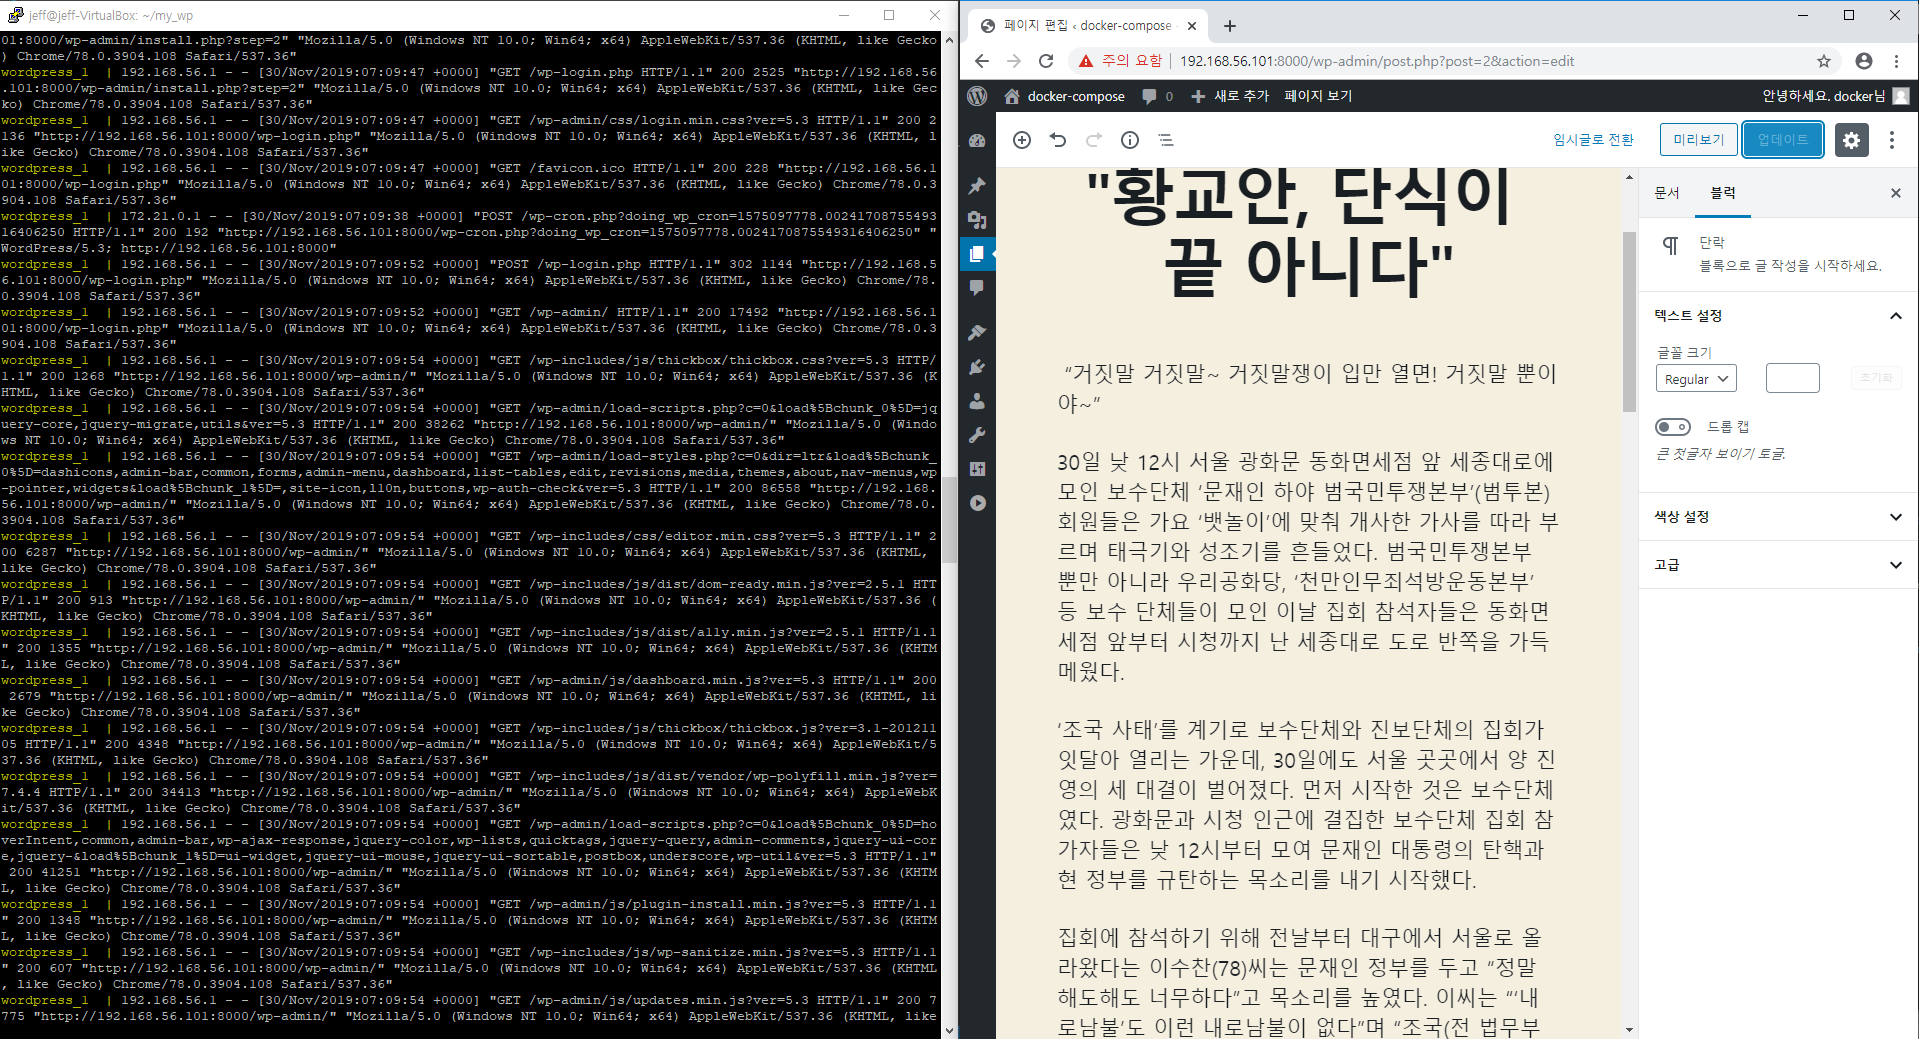 jeff@jeff-VirtualBox: ~/my_wp
01:8000/wp-admin/install.php?step=2" "Mozilla/5.0 (Windows NT 10.0; Win64; x64) AppleWebKit/537.36 (KHTML, like Gecko
) Chrome/78.0.3904.108 Safari/537.36"
wordpress_1  | 192.168.56.1 - - [30/Nov/2019:07:09:47 +0000] "GET /wp-login.php HTTP/1.1" 200 2525 "http://192.168.56
.101:8000/wp-admin/install.php?step=2" "Mozilla/5.0 (Windows NT 10.0; Win64; x64) AppleWebKit/537.36 (KHTML, like Gec
ko) Chrome/78.0.3904.108 Safari/537.36"
wordpress_1  | 192.168.56.1 - - [30/Nov/2019:07:09:47 +0000] "GET /wp-admin/css/login.min.css?ver=5.3 HTTP/1.1" 200 2
136 "http://192.168.56.101:8000/wp-login.php" "Mozilla/5.0 (Windows NT 10.0; Win64; x64) AppleWebKit/537.36 (KHTML, l
ike Gecko) Chrome/78.0.3904.108 Safari/537.36"
wordpress_1  | 192.168.56.1 - - [30/Nov/2019:07:09:47 +0000] "GET /favicon.ico HTTP/1.1" 200 228 "http://192.168.56.1
01:8000/wp-login.php" "Mozilla/5.0 (Windows NT 10.0; Win64; x64) AppleWebKit/537.36 (KHTML, like Gecko) Chrome/78.0.3
904.108 Safari/537.36"
wordpress_1  | 172.21.0.1 - - [30/Nov/2019:07:09:38 +0000] "POST /wp-cron.php?doing_wp_cron=1575097778.00241708755493
16406250 HTTP/1.1" 200 192 "http://192.168.56.101:8000/wp-cron.php?doing_wp_cron=1575097778.0024170875549316406250" "
WordPress/5.3; http://192.168.56.101:8000"
wordpress_1  | 192.168.56.1 - - [30/Nov/2019:07:09:52 +0000] "POST /wp-login.php HTTP/1.1" 302 1144 "http://192.168.5
6.101:8000/wp-login.php" "Mozilla/5.0 (Windows NT 10.0; Win64; x64) AppleWebKit/537.36 (KHTML, like Gecko) Chrome/78.
0.3904.108 Safari/537.36"
wordpress_1  | 192.168.56.1 - - [30/Nov/2019:07:09:52 +0000] "GET /wp-admin/ HTTP/1.1" 200 17492 "http://192.168.56.1
01:8000/wp-login.php" "Mozilla/5.0 (Windows NT 10.0; Win64; x64) AppleWebKit/537.36 (KHTML, like Gecko) Chrome/78.0.3
904.108 Safari/537.36"
wordpress_1  | 192.168.56.1 - - [30/Nov/2019:07:09:54 +0000] "GET /wp-includes/js/thickbox/thickbox.css?ver=5.3 HTTP/
1.1" 200 1268 "http://192.168.56.101:8000/wp-admin/" "Mozilla/5.0 (Windows NT 10.0; Win64; x64) AppleWebKit/537.36 (K
HTML, like Gecko) Chrome/78.0.3904.108 Safari/537.36"
wordpress_1  | 192.168.56.1 - - [30/Nov/2019:07:09:54 +0000] "GET /wp-admin/load-scripts.php?c=0&load%5Bchunk_0%5D=jq
uery-core,jquery-migrate,utils&ver=5.3 HTTP/1.1" 200 38262 "http://192.168.56.101:8000/wp-admin/" "Mozilla/5.0 (Windo
ws NT 10.0; Win64; x64) AppleWebKit/537.36 (KHTML, like Gecko) Chrome/78.0.3904.108 Safari/537.36"
wordpress_1  | 192.168.56.1 - - [30/Nov/2019:07:09:54 +0000] "GET /wp-admin/load-styles.php?c=0&dir=ltr&load%5Bchunk_
0%5D=dashicons,admin-bar,common,forms,admin-menu,dashboard,list-tables,edit,revisions,media,themes,about,nav-menus,wp
-pointer,widgets&load%5Bchunk_1%5D=,site-icon,l10n,buttons,wp-auth-check&ver=5.3 HTTP/1.1" 200 86558 "http://192.168.
56.101:8000/wp-admin/" "Mozilla/5.0 (Windows NT 10.0; Win64; x64) AppleWebKit/537.36 (KHTML, like Gecko) Chrome/78.0.
3904.108 Safari/537.36"
wordpress_1  | 192.168.56.1 - - [30/Nov/2019:07:09:54 +0000] "GET /wp-includes/css/editor.min.css?ver=5.3 HTTP/1.1" 2
00 6287 "http://192.168.56.101:8000/wp-admin/" "Mozilla/5.0 (Windows NT 10.0; Win64; x64) AppleWebKit/537.36 (KHTML, 
like Gecko) Chrome/78.0.3904.108 Safari/537.36"
wordpress_1  | 192.168.56.1 - - [30/Nov/2019:07:09:54 +0000] "GET /wp-includes/js/dist/dom-ready.min.js?ver=2.5.1 HTT
P/1.1" 200 913 "http://192.168.56.101:8000/wp-admin/" "Mozilla/5.0 (Windows NT 10.0; Win64; x64) AppleWebKit/537.36 (
KHTML, like Gecko) Chrome/78.0.3904.108 Safari/537.36"
wordpress_1  | 192.168.56.1 - - [30/Nov/2019:07:09:54 +0000] "GET /wp-includes/js/dist/a11y.min.js?ver=2.5.1 HTTP/1.1
" 200 1355 "http://192.168.56.101:8000/wp-admin/" "Mozilla/5.0 (Windows NT 10.0; Win64; x64) AppleWebKit/537.36 (KHTM
L, like Gecko) Chrome/78.0.3904.108 Safari/537.36"
wordpress_1  | 192.168.56.1 - - [30/Nov/2019:07:09:54 +0000] "GET /wp-admin/js/dashboard.min.js?ver=5.3 HTTP/1.1" 200
 2679 "http://192.168.56.101:8000/wp-admin/" "Mozilla/5.0 (Windows NT 10.0; Win64; x64) AppleWebKit/537.36 (KHTML, li
ke Gecko) Chrome/78.0.3904.108 Safari/537.36"
wordpress_1  | 192.168.56.1 - - [30/Nov/2019:07:09:54 +0000] "GET /wp-includes/js/thickbox/thickbox.js?ver=3.1-201211
05 HTTP/1.1" 200 4348 "http://192.168.56.101:8000/wp-admin/" "Mozilla/5.0 (Windows NT 10.0; Win64; x64) AppleWebKit/5
37.36 (KHTML, like Gecko) Chrome/78.0.3904.108 Safari/537.36"
wordpress_1  | 192.168.56.1 - - [30/Nov/2019:07:09:54 +0000] "GET /wp-includes/js/dist/vendor/wp-polyfill.min.js?ver=
7.4.4 HTTP/1.1" 200 34413 "http://192.168.56.101:8000/wp-admin/" "Mozilla/5.0 (Windows NT 10.0; Win64; x64) AppleWebK
it/537.36 (KHTML, like Gecko) Chrome/78.0.3904.108 Safari/537.36"
wordpress_1  | 192.168.56.1 - - [30/Nov/2019:07:09:54 +0000] "GET /wp-admin/load-scripts.php?c=0&load%5Bchunk_0%5D=ho
verIntent,common,admin-bar,wp-ajax-response,jquery-color,wp-lists,quicktags,jquery-query,admin-comments,jquery-ui-cor
e,jquery-&load%5Bchunk_1%5D=ui-widget,jquery-ui-mouse,jquery-ui-sortable,postbox,underscore,wp-util&ver=5.3 HTTP/1.1"
 200 41251 "http://192.168.56.101:8000/wp-admin/" "Mozilla/5.0 (Windows NT 10.0; Win64; x64) AppleWebKit/537.36 (KHTM
L, like Gecko) Chrome/78.0.3904.108 Safari/537.36"
wordpress_1  | 192.168.56.1 - - [30/Nov/2019:07:09:54 +0000] "GET /wp-admin/js/plugin-install.min.js?ver=5.3 HTTP/1.1
" 200 1348 "http://192.168.56.101:8000/wp-admin/" "Mozilla/5.0 (Windows NT 10.0; Win64; x64) AppleWebKit/537.36 (KHTM
L, like Gecko) Chrome/78.0.3904.108 Safari/537.36"
wordpress_1  | 192.168.56.1 - - [30/Nov/2019:07:09:54 +0000] "GET /wp-includes/js/wp-sanitize.min.js?ver=5.3 HTTP/1.1
" 200 607 "http://192.168.56.101:8000/wp-admin/" "Mozilla/5.0 (Windows NT 10.0; Win64; x64) AppleWebKit/537.36 (KHTML
, like Gecko) Chrome/78.0.3904.108 Safari/537.36"
wordpress_1  | 192.168.56.1 - - [30/Nov/2019:07:09:54 +0000] "GET /wp-admin/js/updates.min.js?ver=5.3 HTTP/1.1" 200 7
775 "http://192.168.56.101:8000/wp-admin/" "Mozilla/5.0 (Windows NT 10.0; Win64; x64) AppleWebKit/537.36 (KHTML, like
페이지 편집 ‹ docker-compose
주의 요함 | 192.168.56.101:8000/wp-admin/post.php?post=2&action=edit
docker-compose 0 새로 추가 페이지 보기 안녕하세요. docker님
임시글로 전환 미리보기 업데이트
"황교안, 단식이
끝 아니다"
“거짓말 거짓말~ 거짓말쟁이 입만 열면! 거짓말 뿐이
야~”
30일 낮 12시 서울 광화문 동화면세점 앞 세종대로에
모인 보수단체 ‘문재인 하야 범국민투쟁본부’(범투본)
회원들은 가요 ‘뱃놀이’에 맞춰 개사한 가사를 따라 부
르며 태극기와 성조기를 흔들었다. 범국민투쟁본부
뿐만 아니라 우리공화당, ‘천만인무죄석방운동본부’
등 보수 단체들이 모인 이날 집회 참석자들은 동화면
세점 앞부터 시청까지 난 세종대로 도로 반쪽을 가득
메웠다.
‘조국 사태’를 계기로 보수단체와 진보단체의 집회가
잇달아 열리는 가운데, 30일에도 서울 곳곳에서 양 진
영의 세 대결이 벌어졌다. 먼저 시작한 것은 보수단체
였다. 광화문과 시청 인근에 결집한 보수단체 집회 참
가자들은 낮 12시부터 모여 문재인 대통령의 탄핵과
현 정부를 규탄하는 목소리를 내기 시작했다.
집회에 참석하기 위해 전날부터 대구에서 서울로 올
라왔다는 이수찬(78)씨는 문재인 정부를 두고 “정말
해도해도 너무하다”고 목소리를 높였다. 이씨는 “‘내
로남불’도 이런 내로남불이 없다”며 “조국(전 법무부
문서 블럭
단락
블록으로 글 작성을 시작하세요.
텍스트 설정
글꼴 크기
Regular 초기화
드롭 캡
큰 첫글자 보이기 토글.
색상 설정
고급